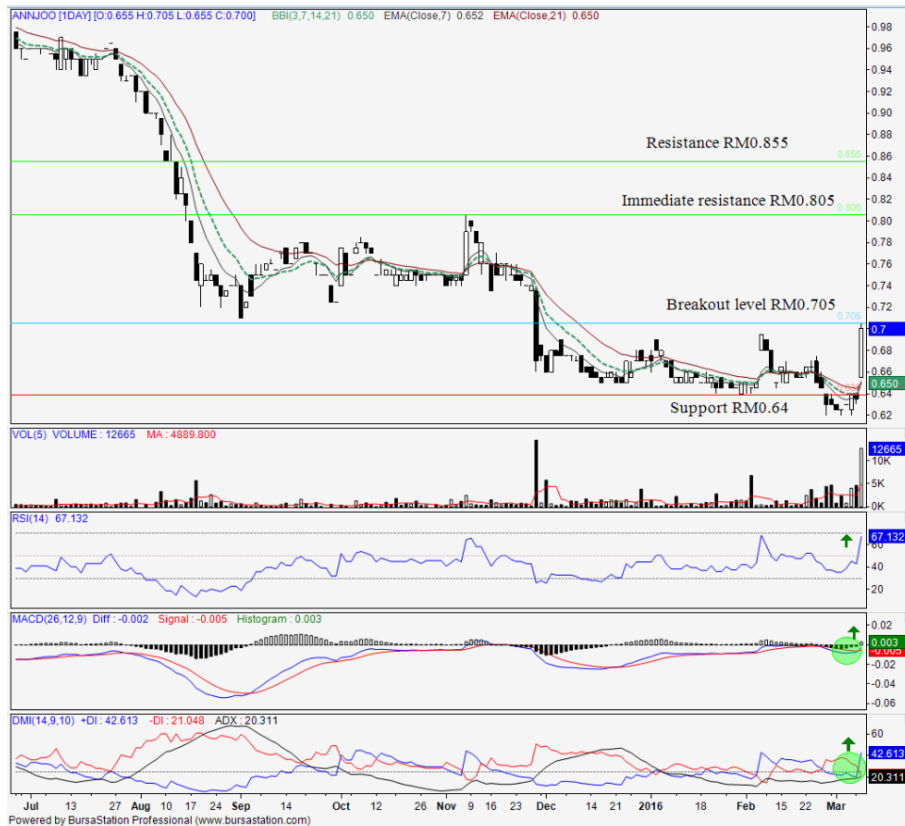 ANNJOO [1DAY] [O:0.655 H:0.705 L:0.655 C:0.700] BBI(3,7,14,21) 0.650 EMA(Close,7) 0.652 EMA(Close,21) 0.650
0.98
0.96
0.94
0.92
0.90
0.88
Resistance RM0.855
0.855
0.86
0.84
Immediate resistance RM0.805
0.82
0.805
0.80
0.78
0.76
0.74
Breakout level RM0.705
0.72
0.705
0.7
0.68
0.66
0.650
0.64
Support RM0.64
0.62
VOL(5) VOLUME : 12665 MA : 4889.800
12665
10K
5K
0K
RSI(14) 67.132
67.132
60
40
20
MACD(26,12,9) Diff : -0.002 Signal : -0.005 Histogram : 0.003
0.02
0.003
-0.005
-0.02
-0.04
-0.06
DMI(14,9,10) +DI : 42.613 -DI : 21.048 ADX : 20.311
60
42.613
20.311
Jul 13 27 Aug 10 17 24 Sep 14 Oct 12 26 Nov 9 16 23 Dec 14 21 2016 18 Feb 15 22 Mar
Powered by BursaStation Professional (www.bursastation.com)